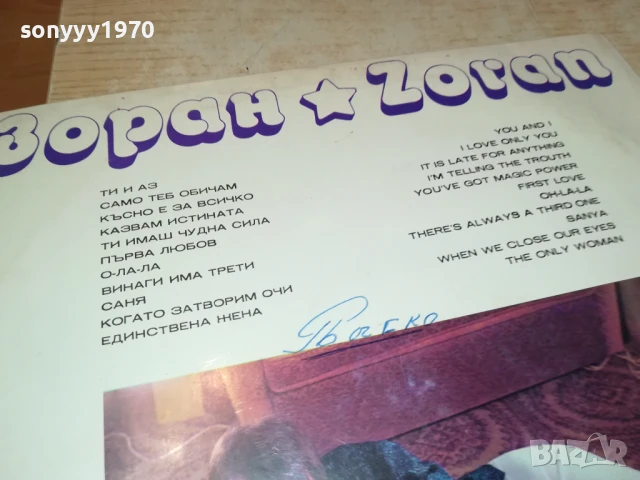 sonyyy1970
Зоран ★ Zoran
ТИ И АЗ
САМО ТЕБ ОБИЧАМ
КЪСНО Е ЗА ВСИЧКО
КАЗВАМ ИСТИНАТА
ТИ ИМАШ ЧУДНА СИЛА
ПЪРВА ЛЮБОВ
О-ЛА-ЛА
ВИНАГИ ИМА ТРЕТИ
САНЯ
КОГАТО ЗАТВОРИМ ОЧИ
ЕДИНСТВЕНА ЖЕНА
YOU AND I
I LOVE ONLY YOU
IT IS LATE FOR ANYTHING
I'M TELLING THE TROUTH
YOU'VE GOT MAGIC POWER
FIRST LOVE
OH-LA-LA
THERE'S ALWAYS A THIRD ONE
SANYA
WHEN WE CLOSE OUR EYES
THE ONLY WOMAN
BAZAR